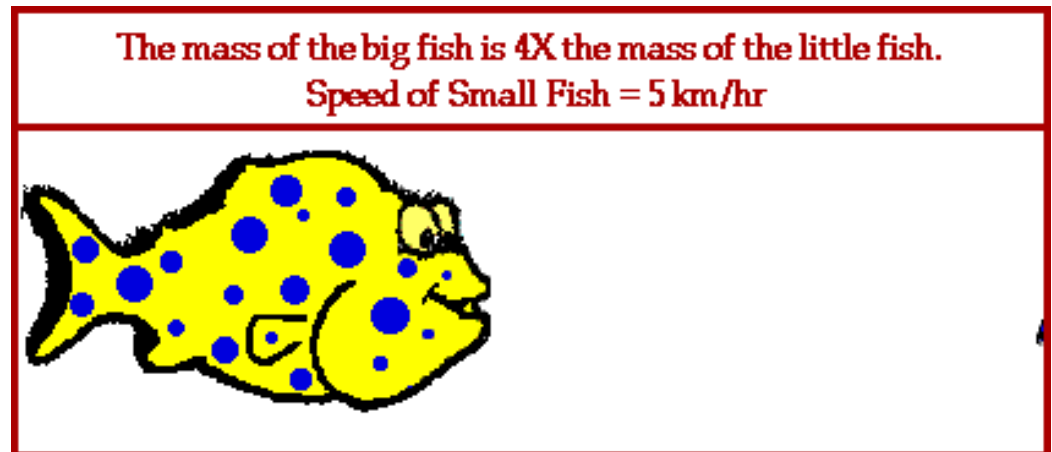 The mass of the big fish is 4X the mass of the little fish.
Speed of Small Fish = 5 km/hr